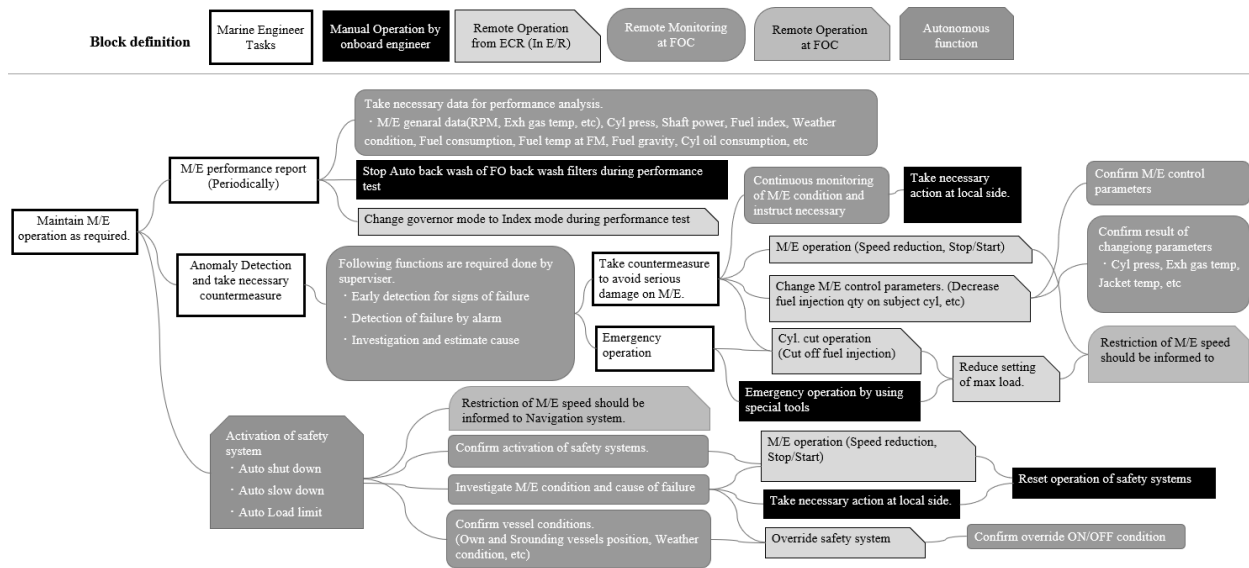 Block definition
Marine Engineer
Tasks
Manual Operation by
onboard engineer
Remote Operation
from ECR (In E/R)
Remote Monitoring
at FOC
Remote Operation
at FOC
Autonomous
function
Maintain M/E
operation as required.
M/E performance report
(Periodically)
Take necessary data for performance analysis.
・M/E genaral data(RPM, Exh gas temp, etc), Cyl press, Shaft power, Fuel index, Weather
condition, Fuel consumption, Fuel temp at FM, Fuel gravity, Cyl oil consumption, etc
Stop Auto back wash of FO back wash filters during performance
test
Change governor mode to Index mode during performance test
Anomaly Detection
and take necessary
countermeasure
Following functions are required done by
superviser.
・Early detection for signs of failure
・Detection of failure by alarm
・Investigation and estimate cause
Take countermeasure
to avoid serious
damage on M/E.
Continuous monitoring
of M/E condition and
instruct necessary
Take necessary
action at local side.
M/E operation (Speed reduction, Stop/Start)
Change M/E control parameters. (Decrease
fuel injection qty on subject cyl, etc)
Confirm M/E control
parameters
Confirm result of
changiong parameters
・Cyl press, Exh gas temp,
Jacket temp, etc
Emergency
operation
Cyl. cut operation
(Cut off fuel injection)
Emergency operation by using
special tools
Reduce setting
of max load.
Restriction of M/E speed
should be informed to
Activation of safety
system
・Auto shut down
・Auto slow down
・Auto Load limit
Restriction of M/E speed should be
informed to Navigation system.
Confirm activation of safety systems.
Investigate M/E condition and cause of failure
Confirm vessel conditions.
(Own and Srounding vessels position, Weather
condition, etc)
M/E operation (Speed reduction,
Stop/Start)
Take necessary action at local side.
Override safety system
Reset operation of safety systems
Confirm override ON/OFF condition